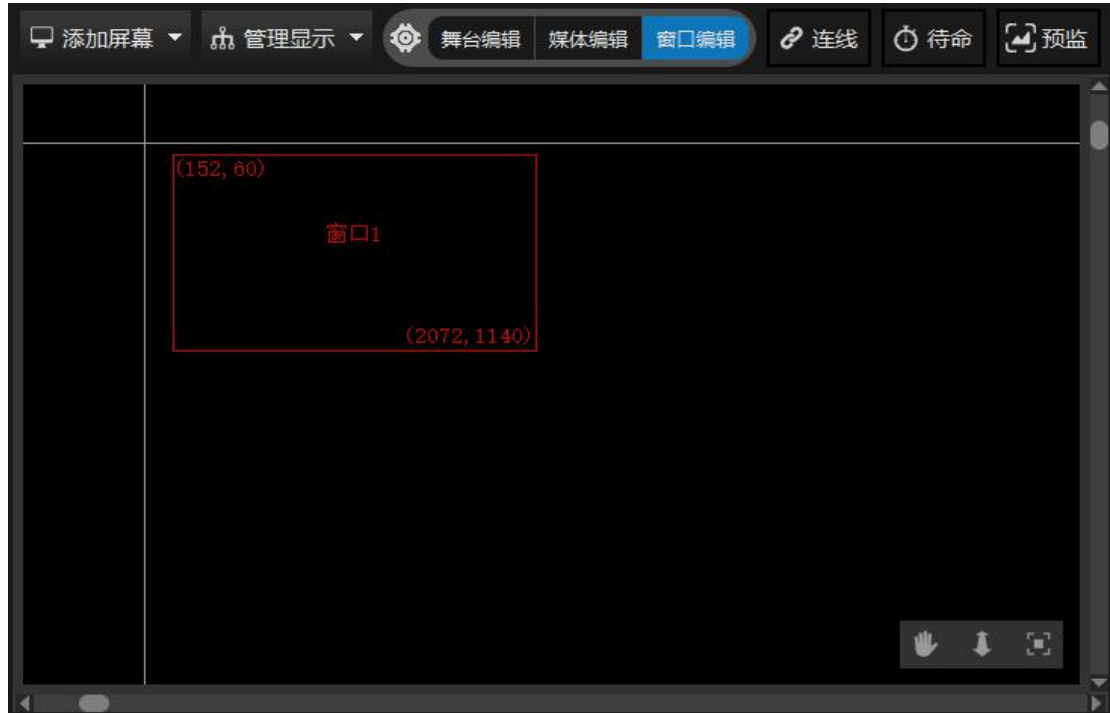 添加屏幕 管理显示 舞台编辑 媒体编辑 窗口编辑 连线 待命 预监
(152, 60)
窗口1
(2072, 1140)